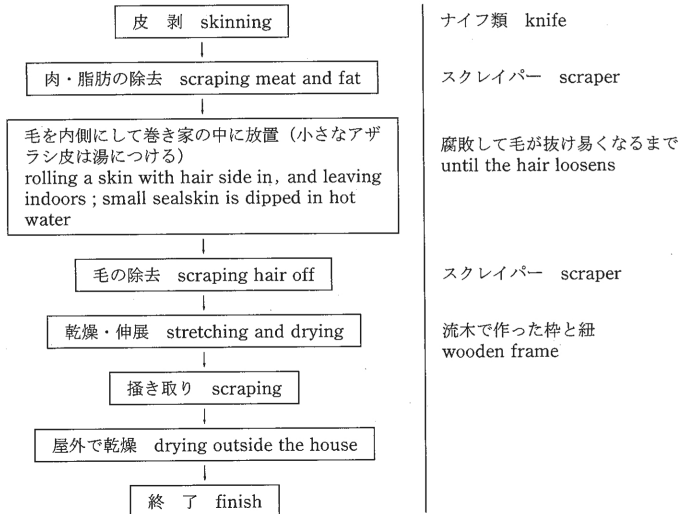 皮　剥　skinning
ナイフ類　knife
肉・脂肪の除去　scraping meat and fat
スクレイパー　scraper
毛を内側にして巻き家の中に放置（小さなアザ
ラシ皮は湯につける）
rolling a skin with hair side in, and leaving
indoors ; small sealskin is dipped in hot
water
腐敗して毛が抜け易くなるまで
until the hair loosens
毛の除去　scraping hair off
スクレイパー　scraper
乾燥・伸展　stretching and drying
流木で作った枠と紐
wooden frame
掻き取り　scraping
屋外で乾燥　drying outside the house
終　了　finish